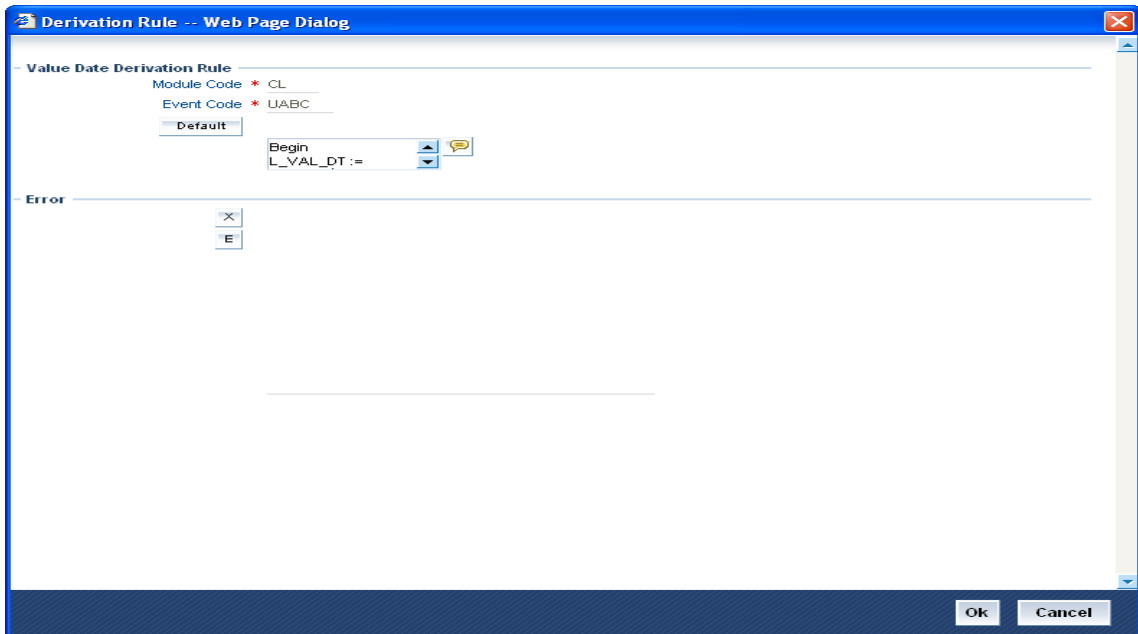 Derivation Rule -- Web Page Dialog
Value Date Derivation Rule
Module Code * CL
Event Code * UABC
Default
Begin
L_VAL_DT :=
Error
X
E
Ok Cancel